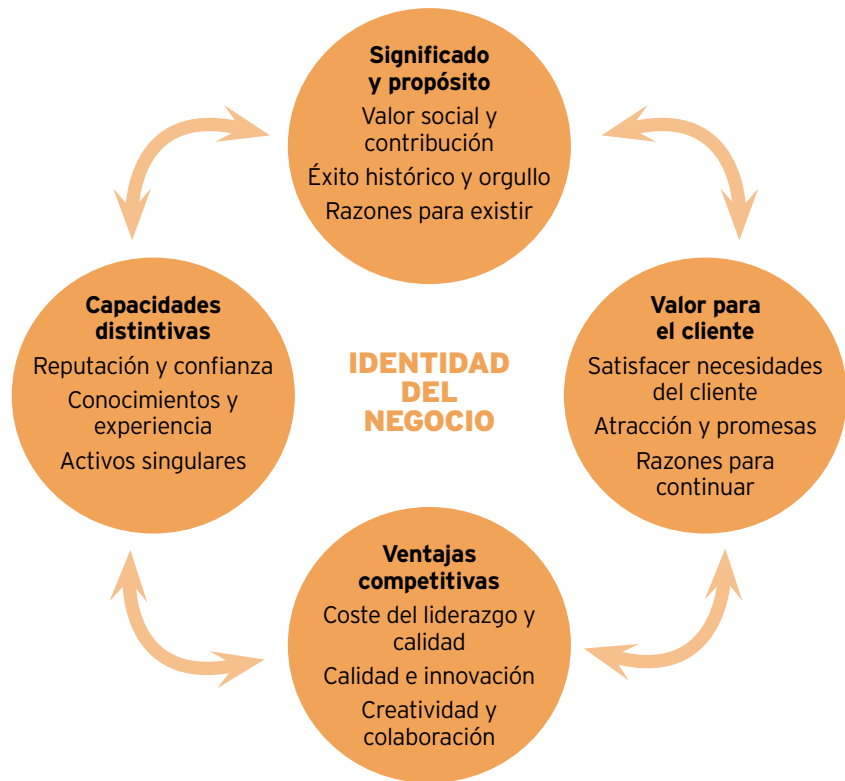 Significado
y propósito
Valor social y
contribución
Éxito histórico y orgullo
Razones para existir
Capacidades
distintivas
Reputación y confianza
Conocimientos y
experiencia
Activos singulares
IDENTIDAD
DEL
NEGOCIO
Valor para
el cliente
Satisfacer necesidades
del cliente
Atracción y promesas
Razones para
continuar
Ventajas
competitivas
Coste del liderazgo y
calidad
Calidad e innovación
Creatividad y
colaboración